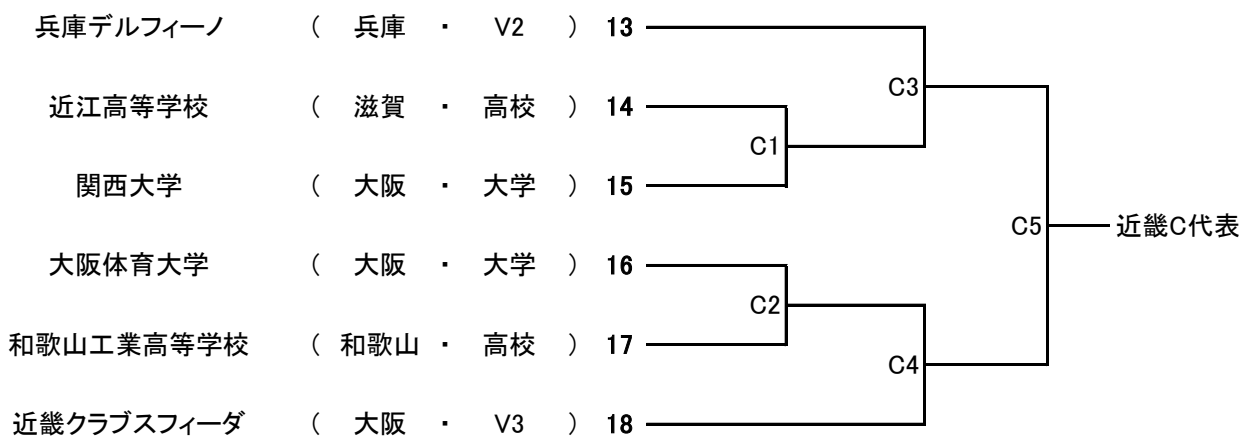 兵庫デルフィーノ （ 兵庫 ・ V2 ） 13
C3
近江高等学校 （ 滋賀 ・ 高校 ） 14
C1
関西大学 （ 大阪 ・ 大学 ） 15
C5 近畿C代表
大阪体育大学 （ 大阪 ・ 大学 ） 16
C2
和歌山工業高等学校 （ 和歌山 ・ 高校 ） 17
C4
近畿クラブスフィーダ （ 大阪 ・ V3 ） 18